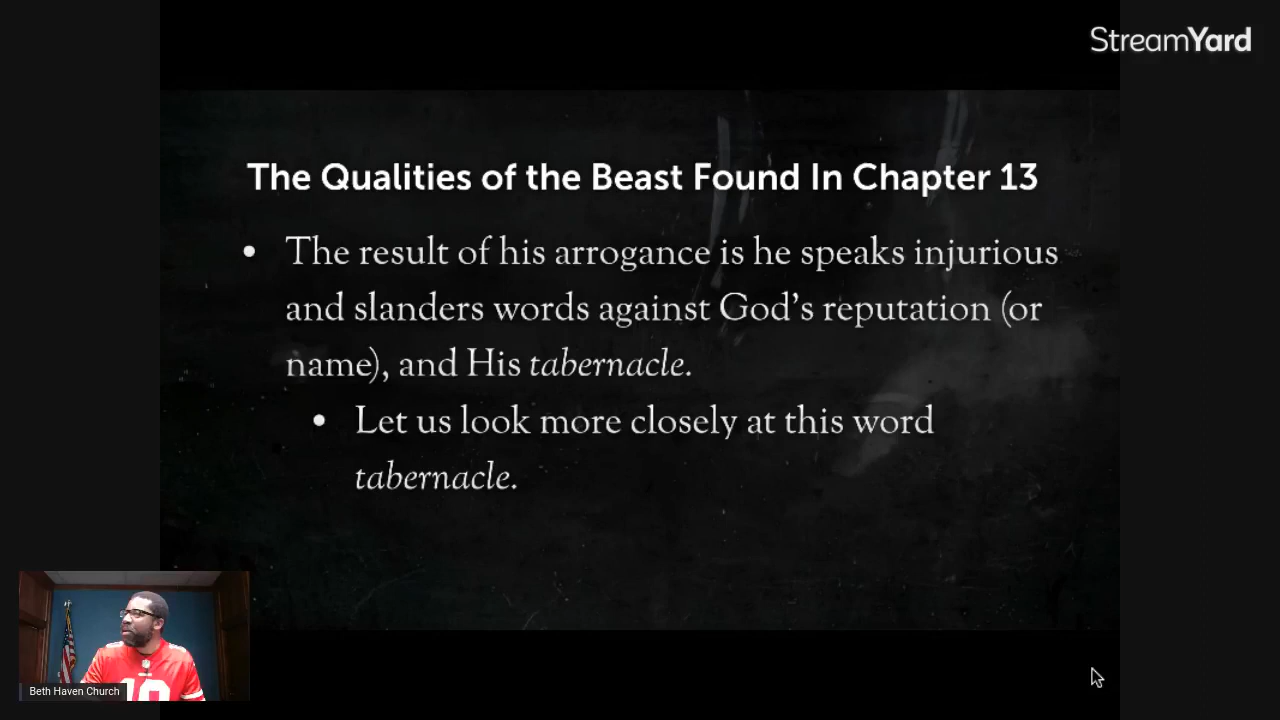 StreamYard
The Qualities of the Beast Found In Chapter 13
• The result of his arrogance is he speaks injurious
and slanders words against God’s reputation (or
name), and His tabernacle.
• Let us look more closely at this word
tabernacle.
Beth Haven Church